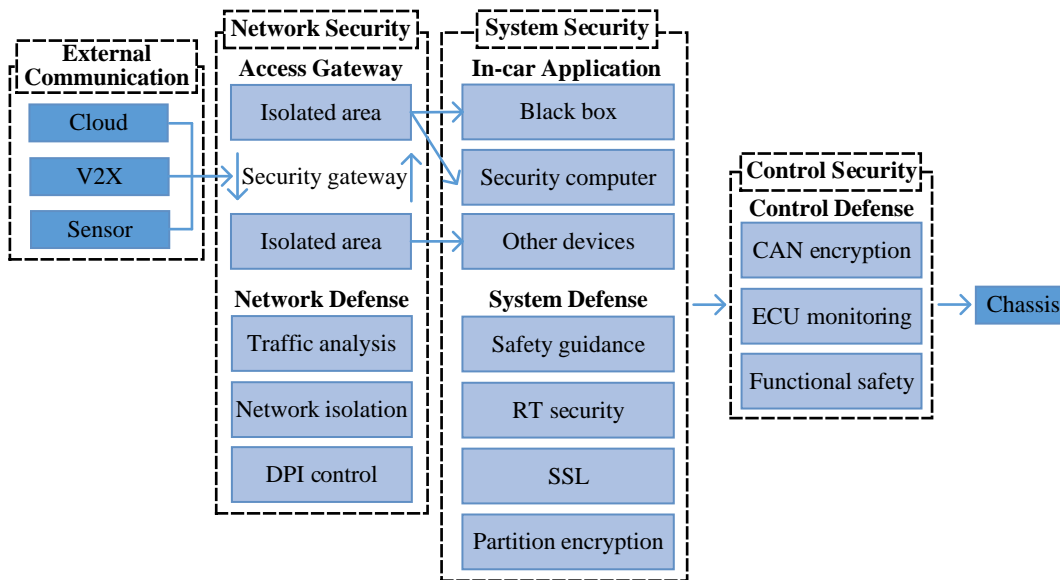 External
Communication
Cloud
V2X
Sensor
Network Security
Access Gateway
Isolated area
Security gateway
Isolated area
Network Defense
Traffic analysis
Network isolation
DPI control
System Security
In-car Application
Black box
Security computer
Other devices
System Defense
Safety guidance
RT security
SSL
Partition encryption
Control Security
Control Defense
CAN encryption
ECU monitoring
Functional safety
Chassis